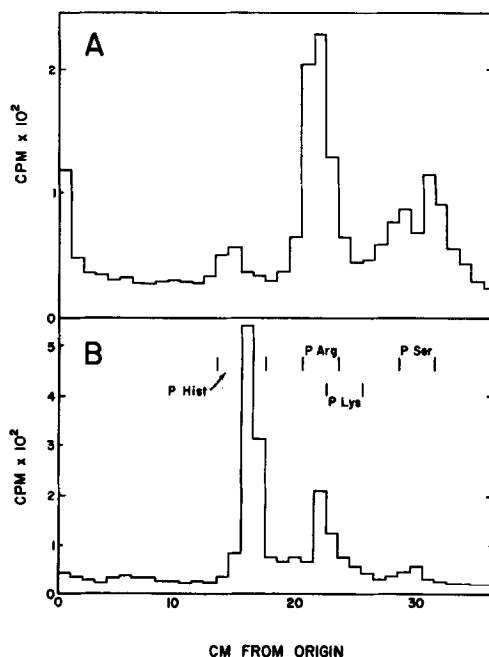 A
CPM x 10²
2
1
0
B
CPM x 10²
5
4
3
2
1
0
P Hist
P Arg
P Lys
P Ser
0 10 20 30
CM FROM ORIGIN